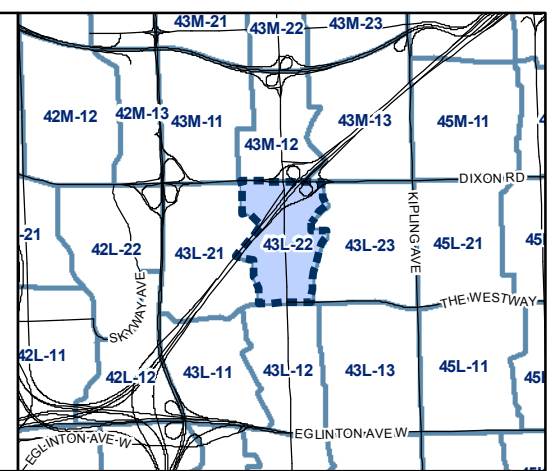 43M-21
43M-22
43M-23
42M-12
42M-13
43M-11
43M-12
43M-13
45M-11
DIXON RD
-21
42L-22
43L-21
43L-22
43L-23
KIPLING AVE
45L-21
45L
SKYWAY AVE
THE WESTWAY
42L-11
42L-12
43L-11
43L-12
43L-13
45L-11
45L
EGLINTON AVE W
EGLINTON AVE W